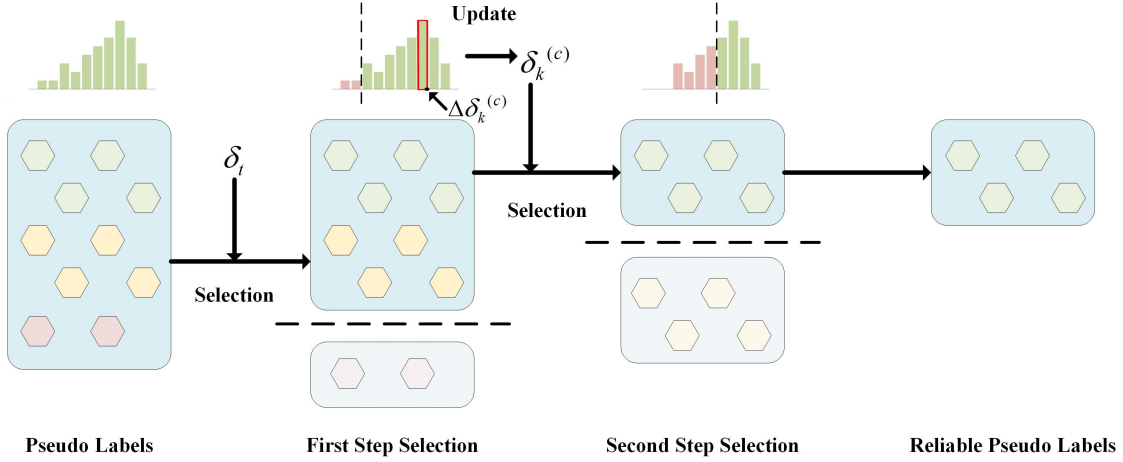 Update
δₖ⁽ᶜ⁾
Δδₖ⁽ᶜ⁾
δₜ
Selection
Selection
Pseudo Labels
First Step Selection
Second Step Selection
Reliable Pseudo Labels